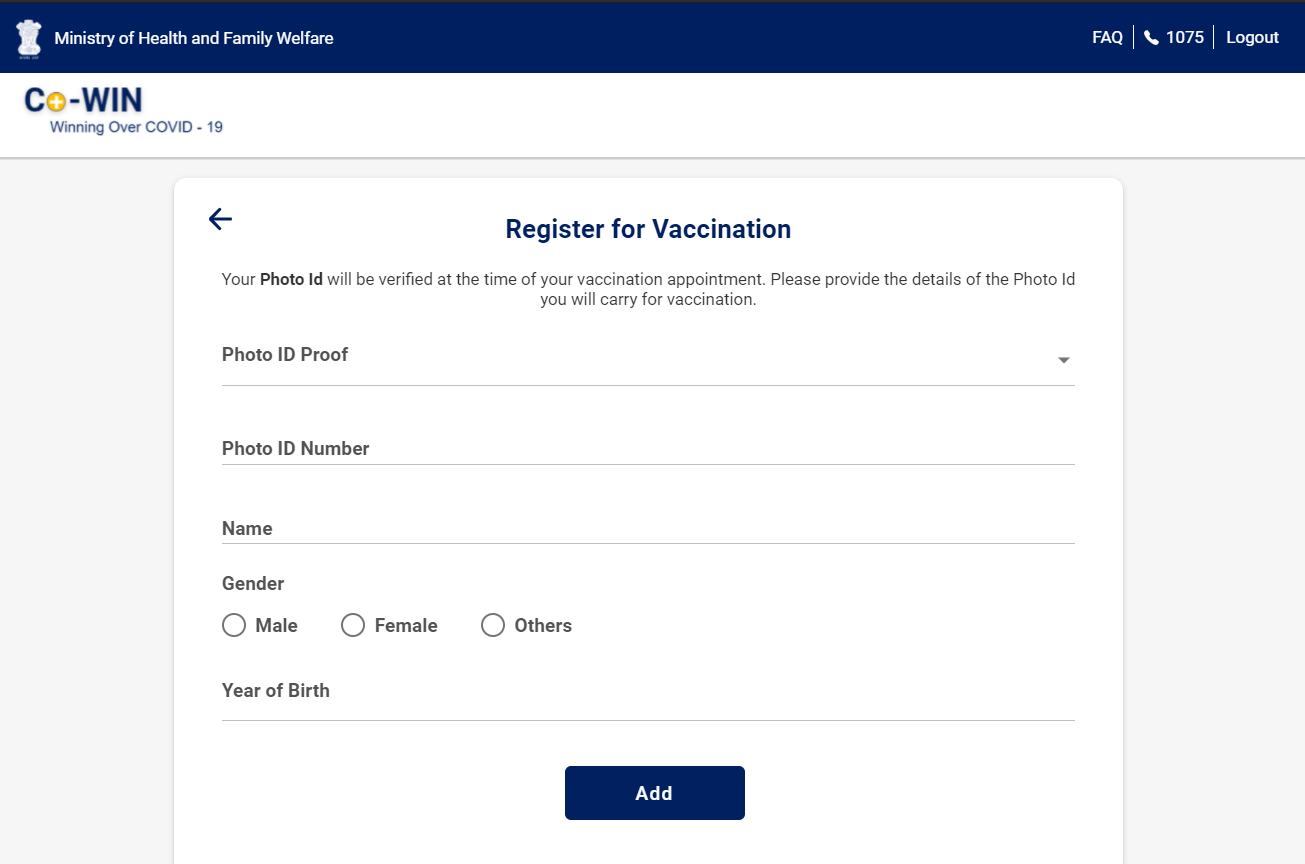 Ministry of Health and Family Welfare
FAQ 1075 Logout
Co-WIN
Winning Over COVID - 19
Register for Vaccination
Your Photo Id will be verified at the time of your vaccination appointment. Please provide the details of the Photo Id
you will carry for vaccination.
Photo ID Proof
Photo ID Number
Name
Gender
Male Female Others
Year of Birth
Add